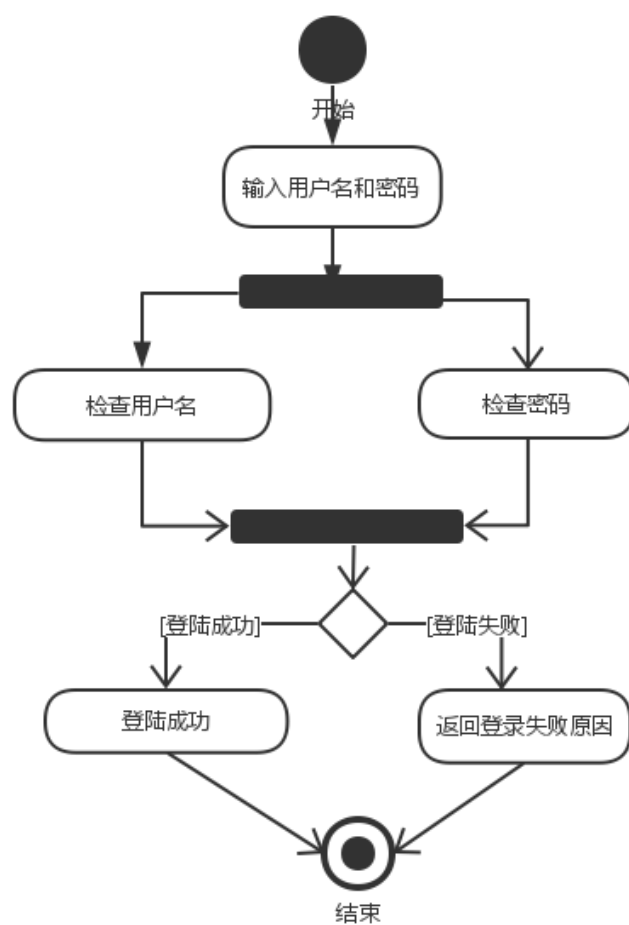 开始
输入用户名和密码
检查用户名
检查密码
[登陆成功]
[登陆失败]
登陆成功
返回登录失败原因
结束